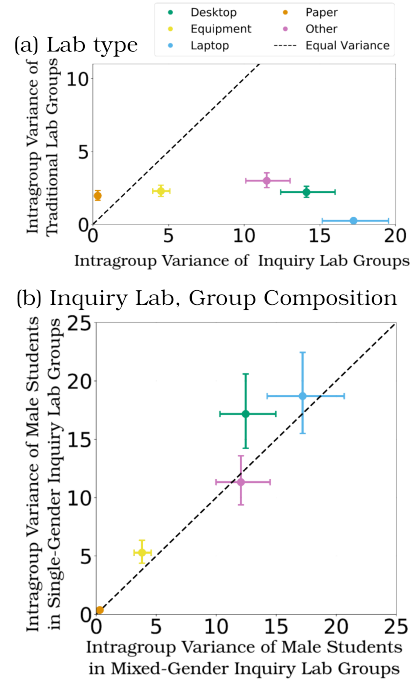 Desktop
Equipment
Laptop
Paper
Other
Equal Variance
(a) Lab type
Intragroup Variance of
Traditional Lab Groups
10
5
0
0
5
10
15
20
Intragroup Variance of Inquiry Lab Groups
(b) Inquiry Lab, Group Composition
Intragroup Variance of Male Students
in Single-Gender Inquiry Lab Groups
25
20
15
10
5
0
0
5
10
15
20
25
Intragroup Variance of Male Students
in Mixed-Gender Inquiry Lab Groups